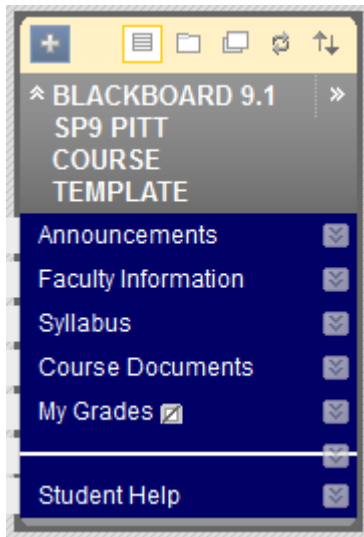 BLACKBOARD 9.1
SP9 PITT
COURSE
TEMPLATE
Announcements
Faculty Information
Syllabus
Course Documents
My Grades
Student Help